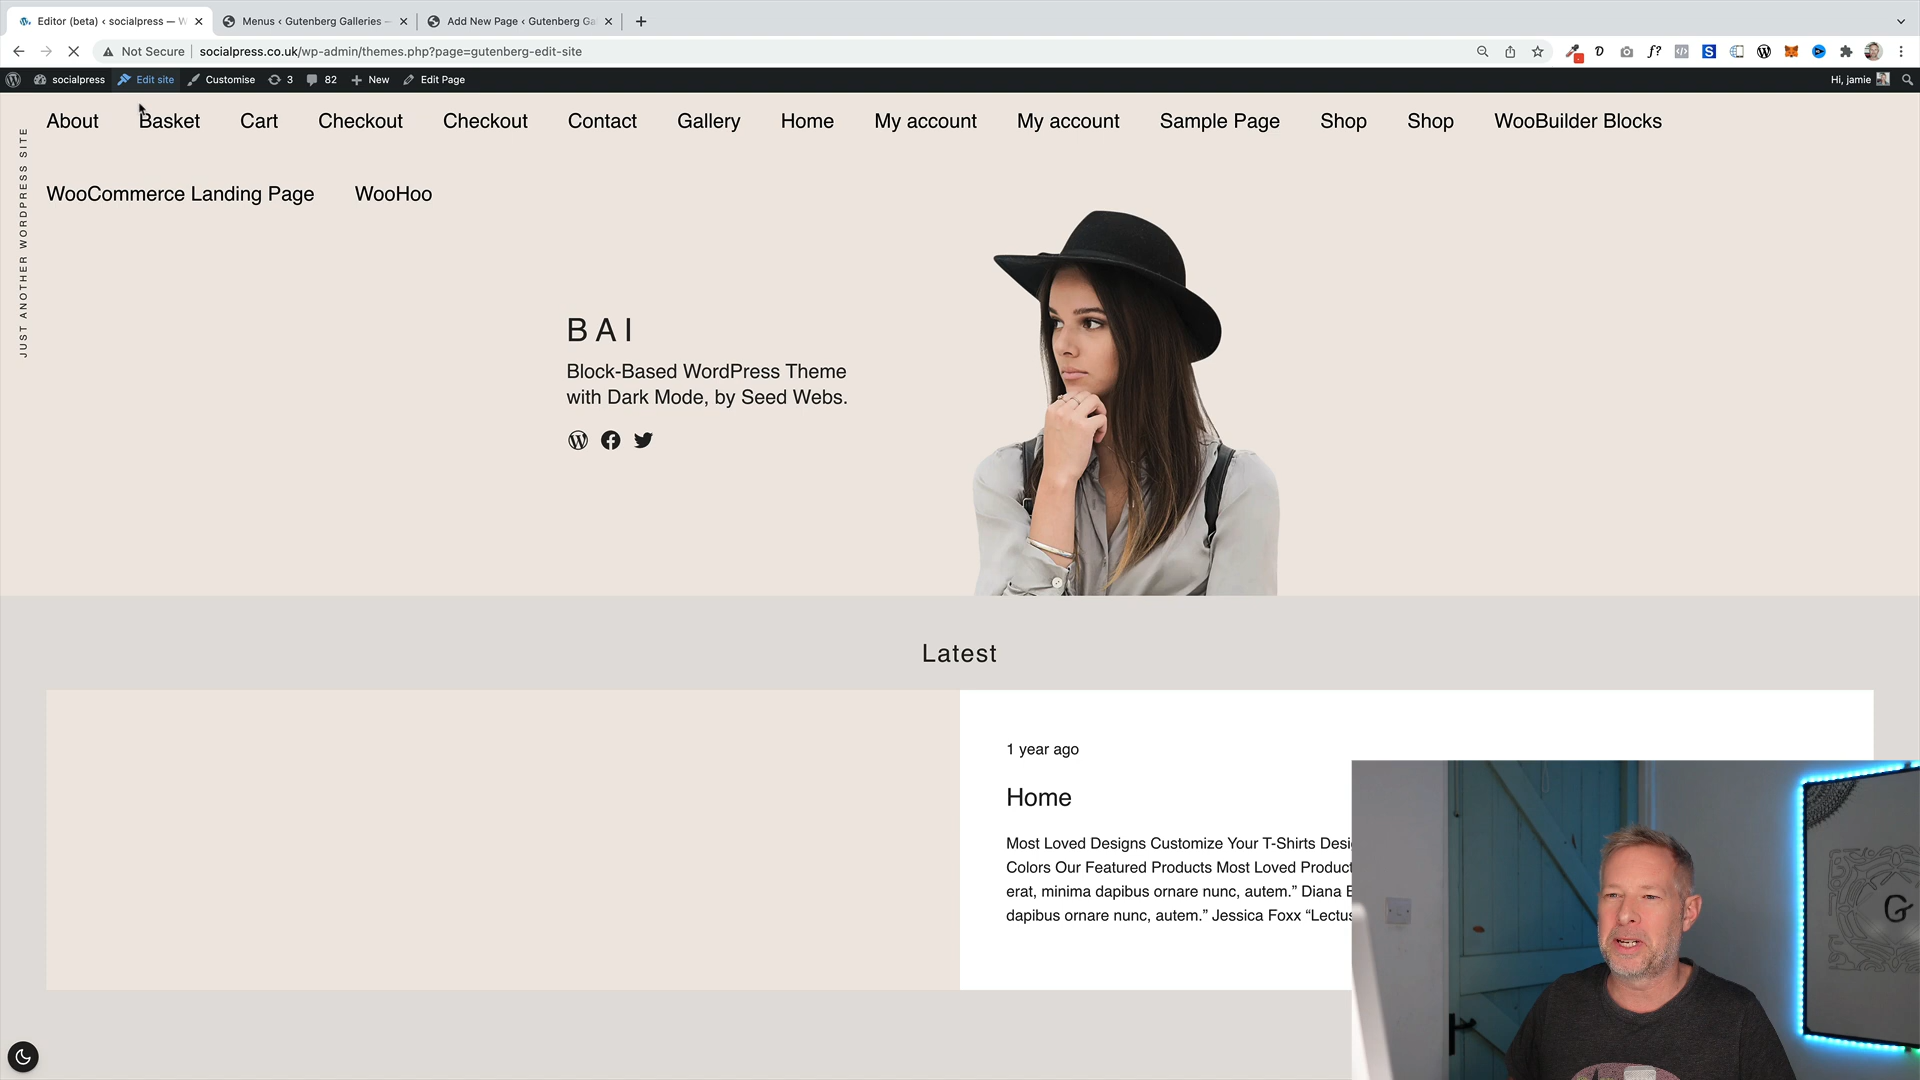 Editor (beta) ‹ socialpress — W
Menus ‹ Gutenberg Galleries —
Add New Page ‹ Gutenberg Ga
Not Secure
socialpress.co.uk/wp-admin/themes.php?page=gutenberg-edit-site
socialpress
Edit site
Customise
3
82
New
Edit Page
Hi, jamie
About
Basket
Cart
Checkout
Checkout
Contact
Gallery
Home
My account
My account
Sample Page
Shop
Shop
WooBuilder Blocks
WooCommerce Landing Page
WooHoo
JUST ANOTHER WORDPRESS SITE
BAI
Block-Based WordPress Theme
with Dark Mode, by Seed Webs.
Latest
1 year ago
Home
Most Loved Designs Customize Your T-Shirts Desi
Colors Our Featured Products Most Loved Product
erat, minima dapibus ornare nunc, autem.” Diana B
dapibus ornare nunc, autem.” Jessica Foxx “Lectus
G